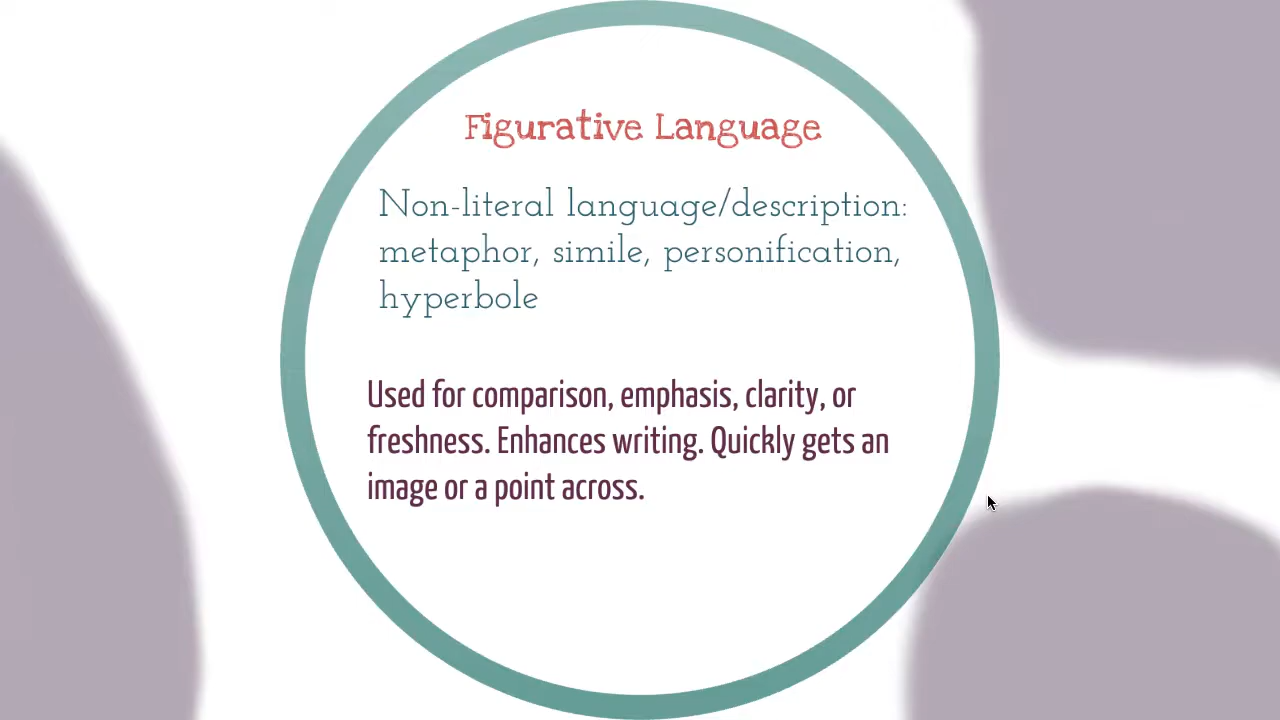 Figurative Language
Non-literal language/description:
metaphor, simile, personification,
hyperbole
Used for comparison, emphasis, clarity, or
freshness. Enhances writing. Quickly gets an
image or a point across.